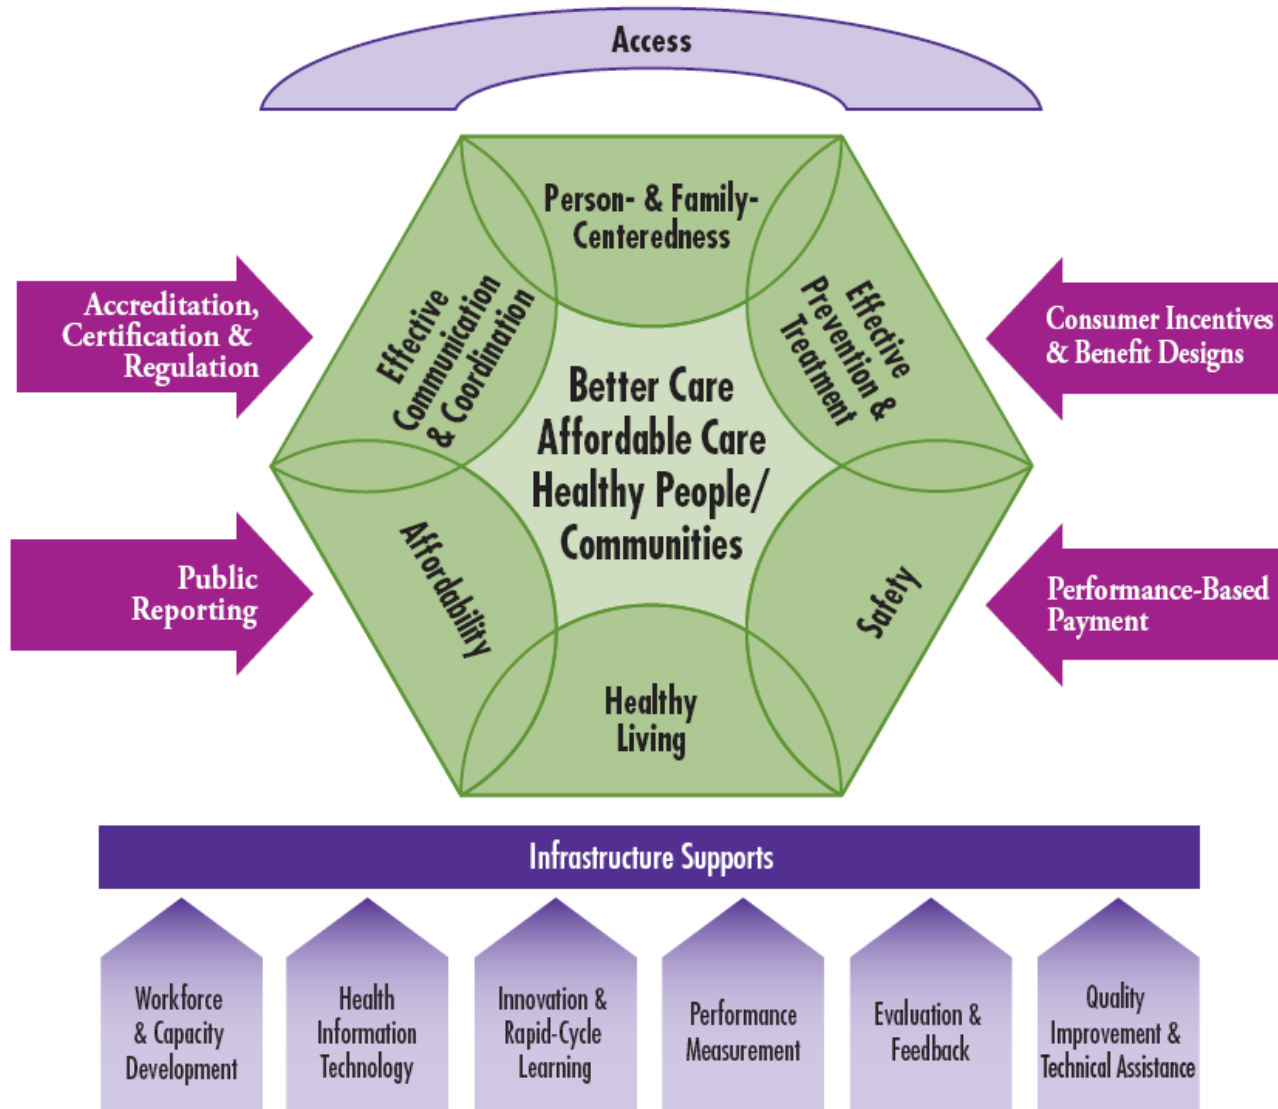 Access
Person- & Family-
Centeredness
Effective
Communication
& Coordination
Effective
Prevention &
Treatment
Accreditation,
Certification &
Regulation
Consumer Incentives
& Benefit Designs
Better Care
Affordable Care
Healthy People/
Communities
Affordability
Safety
Public
Reporting
Performance-Based
Payment
Healthy
Living
Infrastructure Supports
Workforce
& Capacity
Development
Health
Information
Technology
Innovation &
Rapid-Cycle
Learning
Performance
Measurement
Evaluation &
Feedback
Quality
Improvement &
Technical Assistance